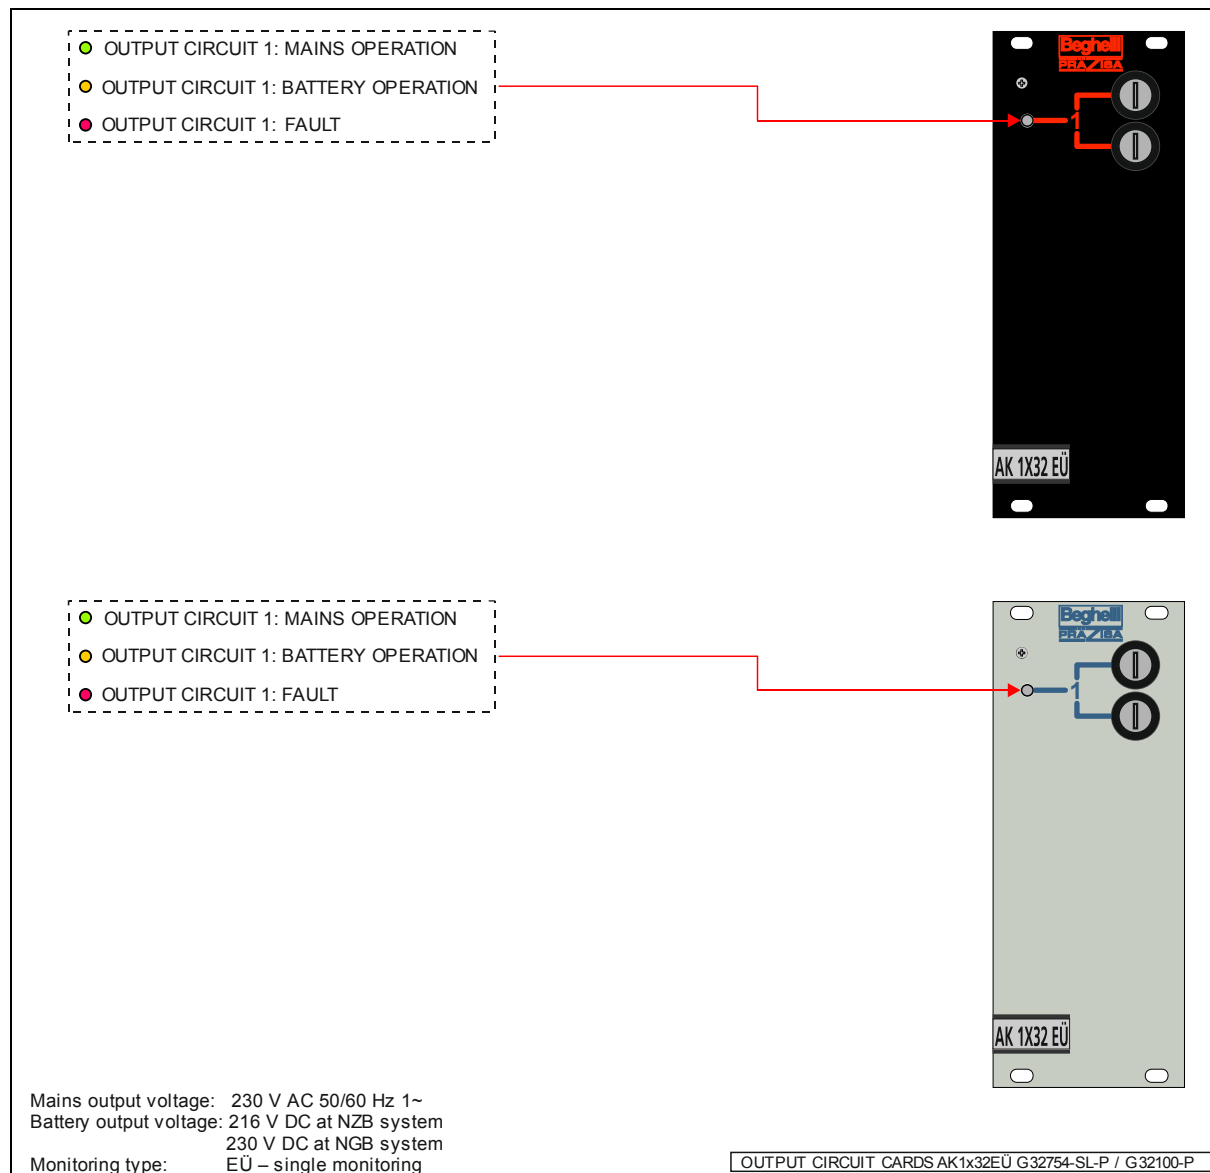 OUTPUT CIRCUIT 1: MAINS OPERATION
OUTPUT CIRCUIT 1: BATTERY OPERATION
OUTPUT CIRCUIT 1: FAULT
Beghelli
PRÄZISA
1
AK 1X32 EÜ
OUTPUT CIRCUIT 1: MAINS OPERATION
OUTPUT CIRCUIT 1: BATTERY OPERATION
OUTPUT CIRCUIT 1: FAULT
Beghelli
PRÄZISA
1
AK 1X32 EÜ
Mains output voltage: 230 V AC 50/60 Hz 1~
Battery output voltage: 216 V DC at NZB system
230 V DC at NGB system
Monitoring type: EÜ – single monitoring
OUTPUT CIRCUIT CARDS AK1x32EÜ G32754-SL-P / G32100-P